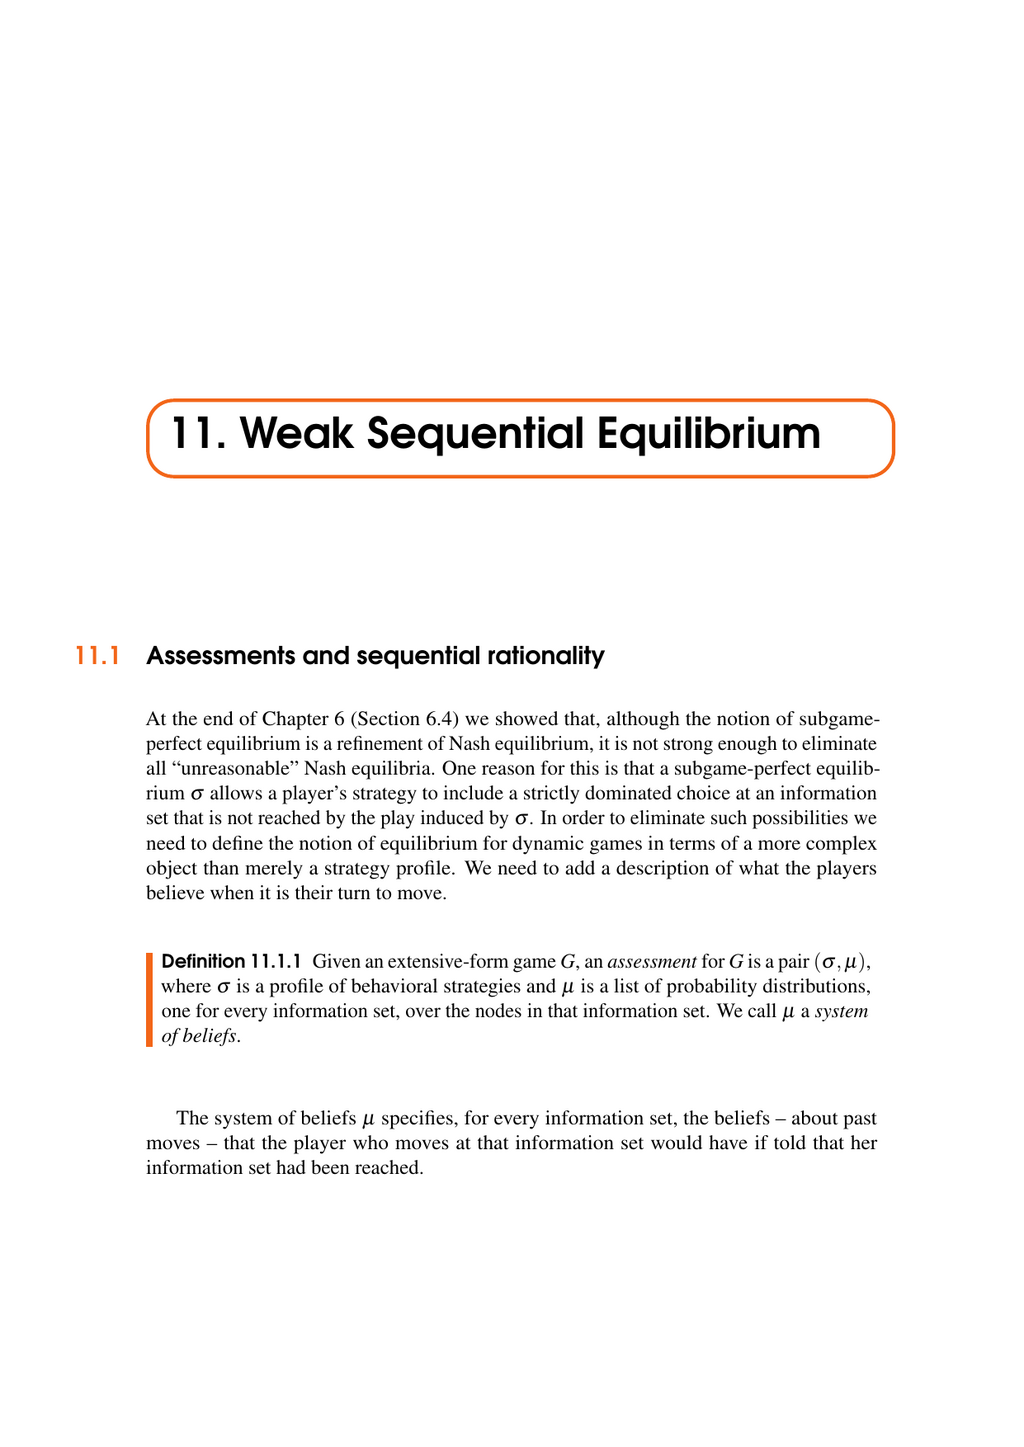 11. Weak Sequential Equilibrium
11.1 Assessments and sequential rationality
At the end of Chapter 6 (Section 6.4) we showed that, although the notion of subgame-
perfect equilibrium is a refinement of Nash equilibrium, it is not strong enough to eliminate
all “unreasonable” Nash equilibria. One reason for this is that a subgame-perfect equilib-
rium σ allows a player’s strategy to include a strictly dominated choice at an information
set that is not reached by the play induced by σ. In order to eliminate such possibilities we
need to define the notion of equilibrium for dynamic games in terms of a more complex
object than merely a strategy profile. We need to add a description of what the players
believe when it is their turn to move.
Definition 11.1.1 Given an extensive-form game G, an assessment for G is a pair (σ,μ),
where σ is a profile of behavioral strategies and μ is a list of probability distributions,
one for every information set, over the nodes in that information set. We call μ a system
of beliefs.
The system of beliefs μ specifies, for every information set, the beliefs – about past
moves – that the player who moves at that information set would have if told that her
information set had been reached.